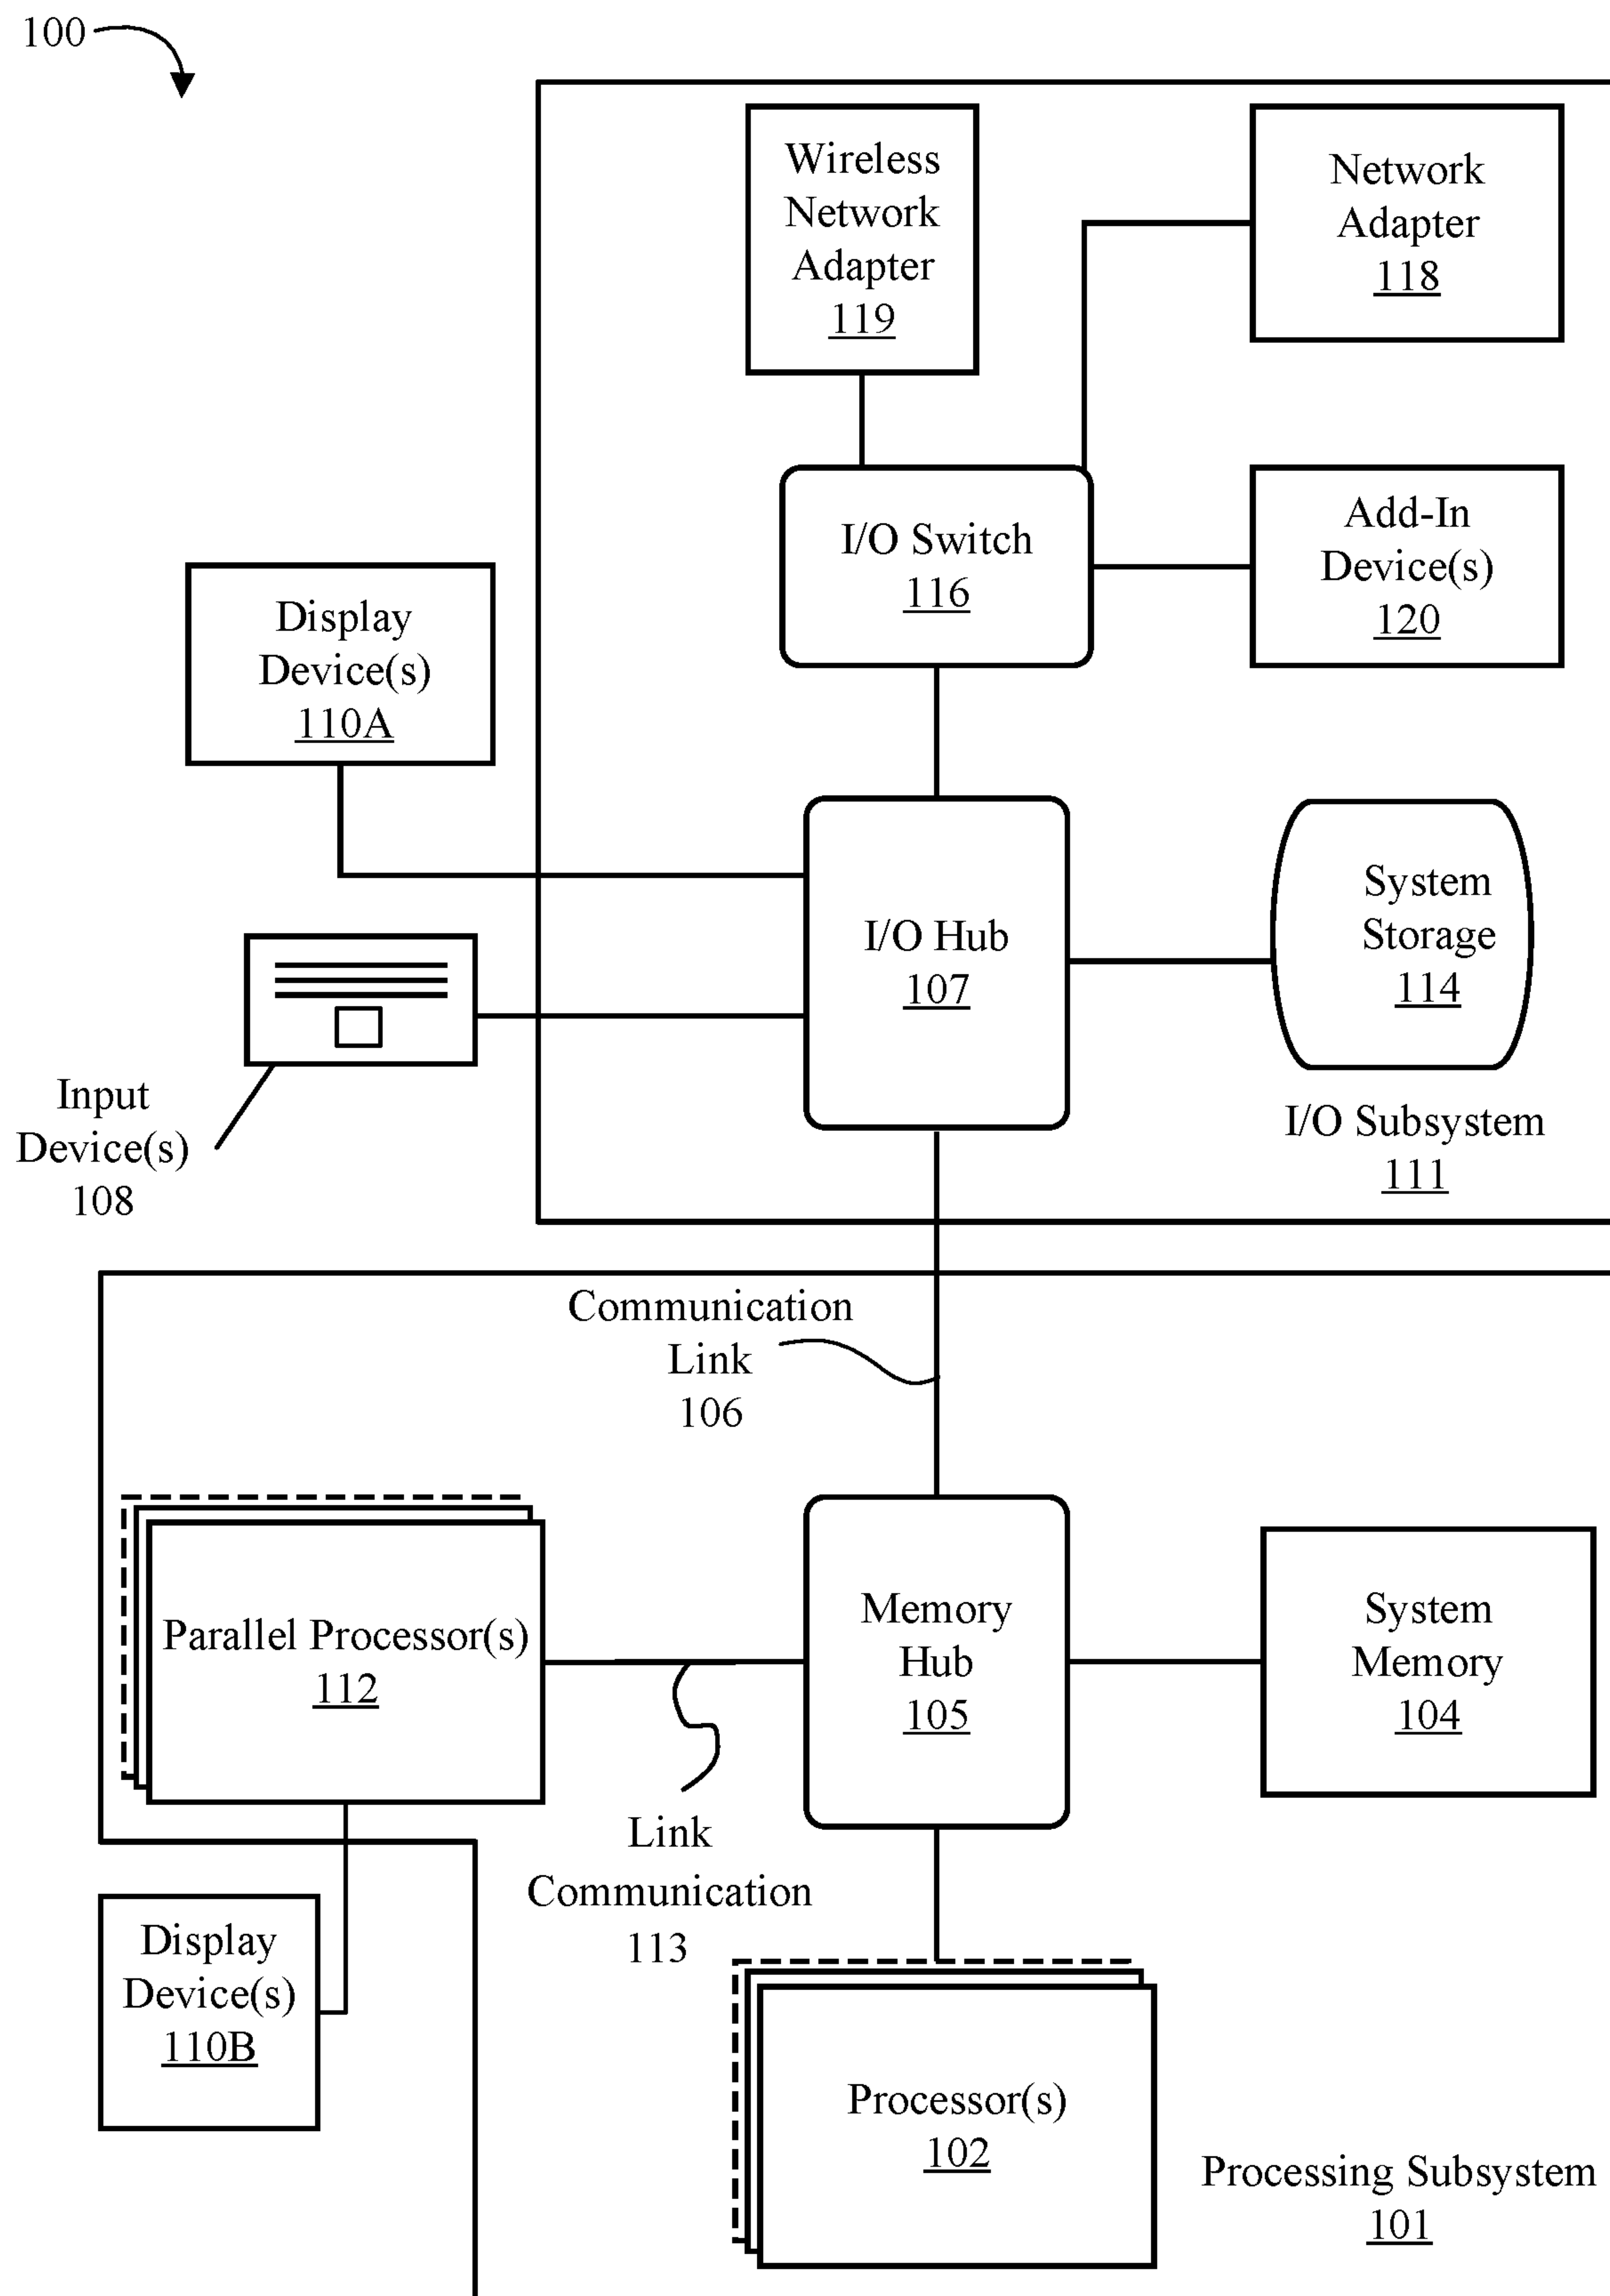 100
Wireless
Network
Adapter
119
Network
Adapter
118
I/O Switch
116
Add-In
Device(s)
120
Display
Device(s)
110A
I/O Hub
107
System
Storage
114
Input
Device(s)
108
I/O Subsystem
111
Communication
Link
106
Parallel Processor(s)
112
Memory
Hub
105
System
Memory
104
Link
Communication
113
Display
Device(s)
110B
Processor(s)
102
Processing Subsystem
101